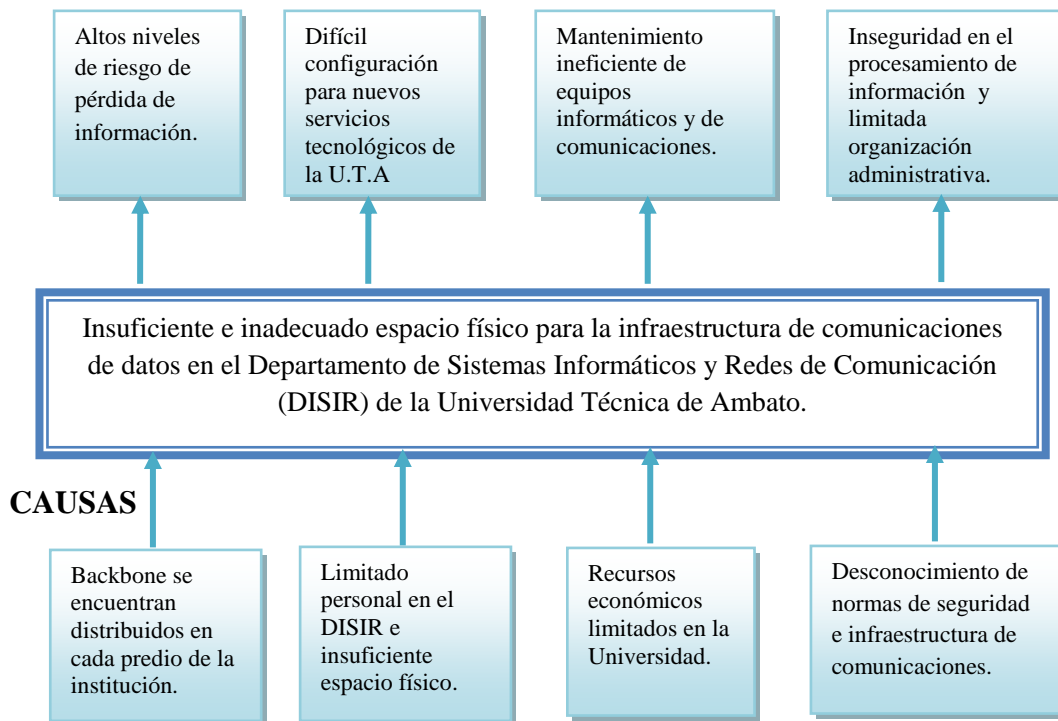 Altos niveles
de riesgo de
pérdida de
información.
Difícil
configuración
para nuevos
servicios
tecnológicos de
la U.T.A
Mantenimiento
ineficiente de
equipos
informáticos y de
comunicaciones.
Inseguridad en el
procesamiento de
información y
limitada
organización
administrativa.
Insuficiente e inadecuado espacio físico para la infraestructura de comunicaciones
de datos en el Departamento de Sistemas Informáticos y Redes de Comunicación
(DISIR) de la Universidad Técnica de Ambato.
CAUSAS
Backbone se
encuentran
distribuidos en
cada predio de la
institución.
Limitado
personal en el
DISIR e
insuficiente
espacio físico.
Recursos
económicos
limitados en la
Universidad.
Desconocimiento de
normas de seguridad
e infraestructura de
comunicaciones.